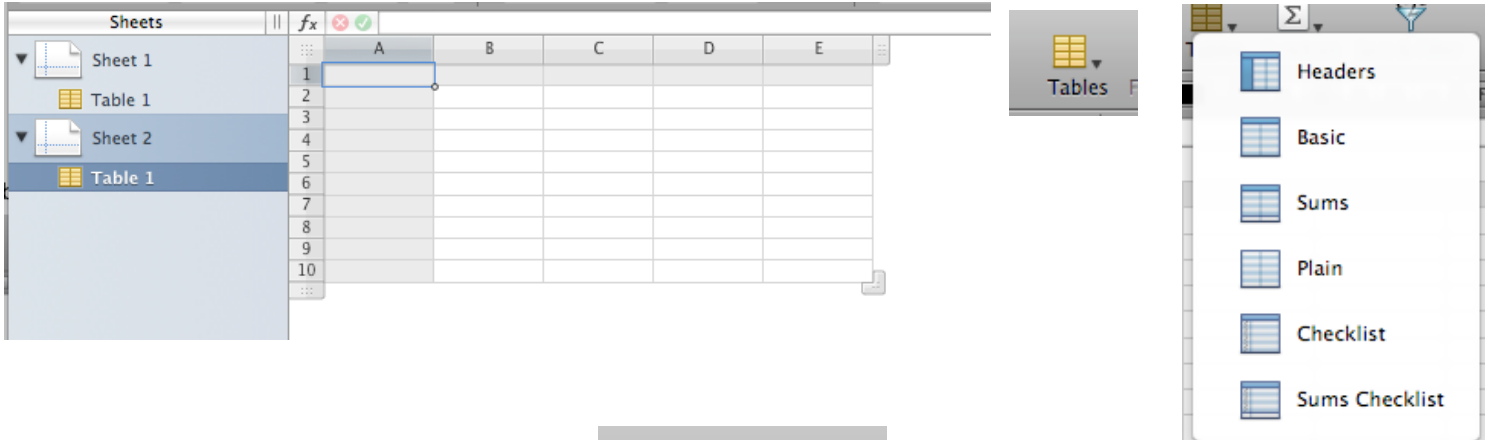 Sheets
fx
Sheet 1
Table 1
Sheet 2
Table 1
A B C D E
1
2
3
4
5
6
7
8
9
10
Tables
Σ
Headers
Basic
Sums
Plain
Checklist
Sums Checklist